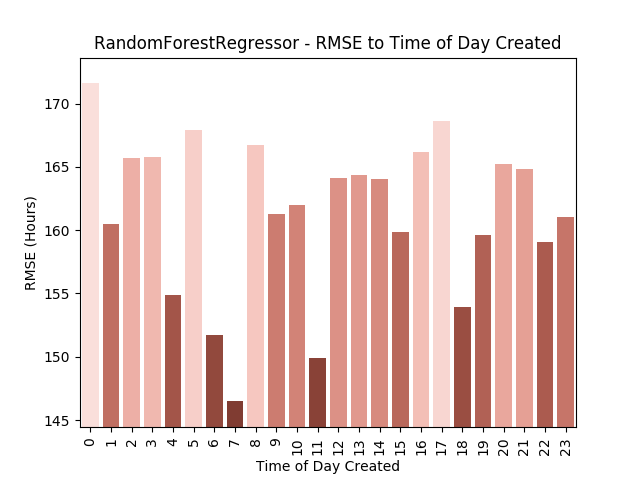 RandomForestRegressor - RMSE to Time of Day Created
RMSE (Hours)
170
165
160
155
150
145
0 1 2 3 4 5 6 7 8 9 10 11 12 13 14 15 16 17 18 19 20 21 22 23
Time of Day Created